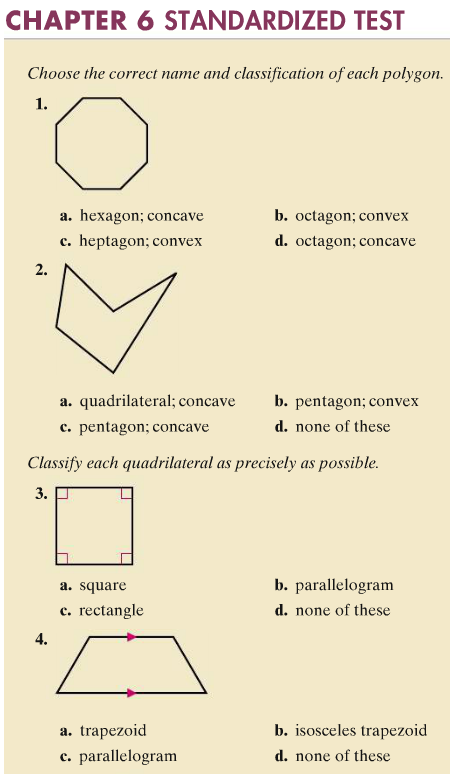 CHAPTER 6 STANDARDIZED TEST
Choose the correct name and classification of each polygon.
1.
a. hexagon; concave b. octagon; convex
c. heptagon; convex d. octagon; concave
2.
a. quadrilateral; concave b. pentagon; convex
c. pentagon; concave d. none of these
Classify each quadrilateral as precisely as possible.
3.
a. square b. parallelogram
c. rectangle d. none of these
4.
a. trapezoid b. isosceles trapezoid
c. parallelogram d. none of these